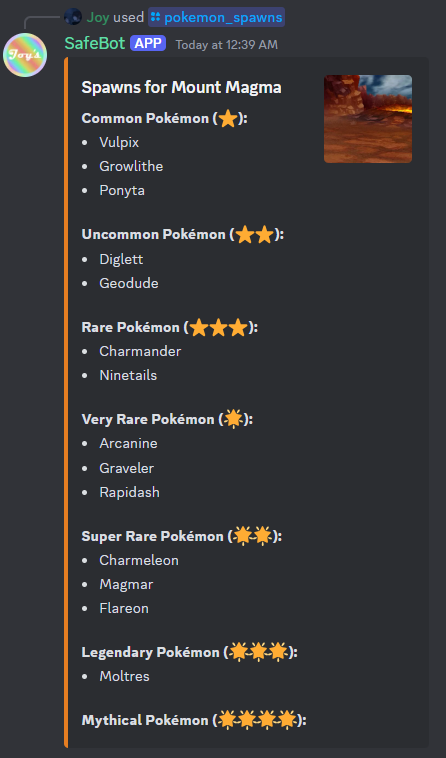 Joy used pokemon_spawns
Joy's
SafeBot APP Today at 12:39 AM
Spawns for Mount Magma
Common Pokémon (⭐):
• Vulpix
• Growlithe
• Ponyta
Uncommon Pokémon (⭐⭐):
• Diglett
• Geodude
Rare Pokémon (⭐⭐⭐):
• Charmander
• Ninetails
Very Rare Pokémon (🌟):
• Arcanine
• Graveler
• Rapidash
Super Rare Pokémon (🌟🌟):
• Charmeleon
• Magmar
• Flareon
Legendary Pokémon (🌟🌟🌟):
• Moltres
Mythical Pokémon (🌟🌟🌟🌟):